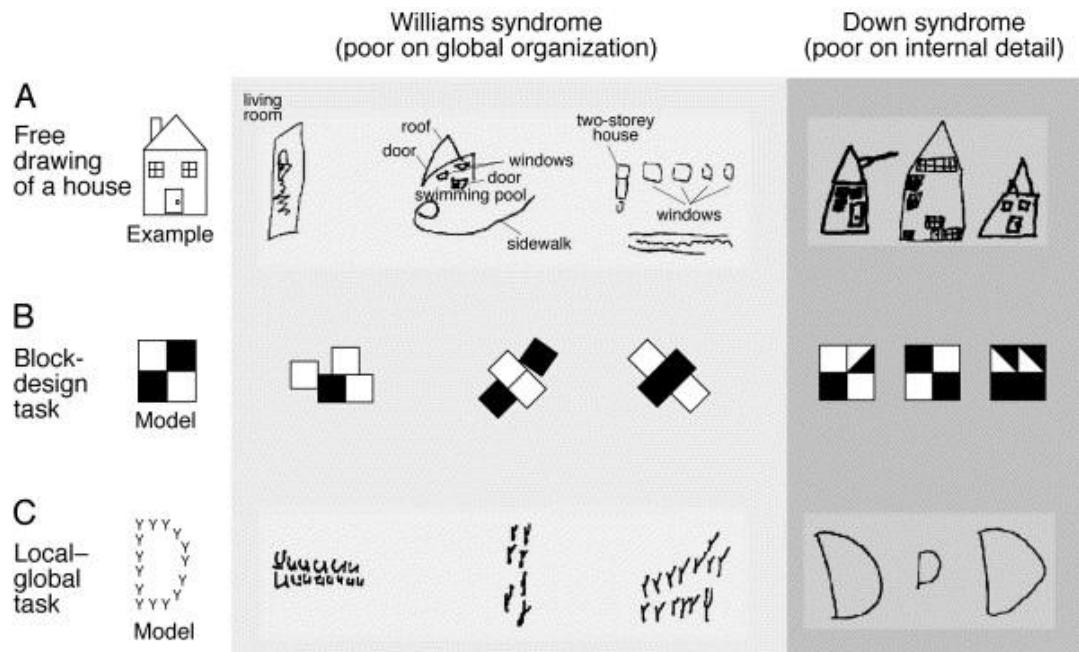 Williams syndrome
(poor on global organization)
Down syndrome
(poor on internal detail)
A
Free
drawing
of a house
Example
living
room
roof
door
windows
door
swimming pool
sidewalk
two-storey
house
windows
B
Block-
design
task
Model
C
Local–
global
task
Y Y Y
Y Y
Y Y
Y Y
Y Y
Y Y Y
Model